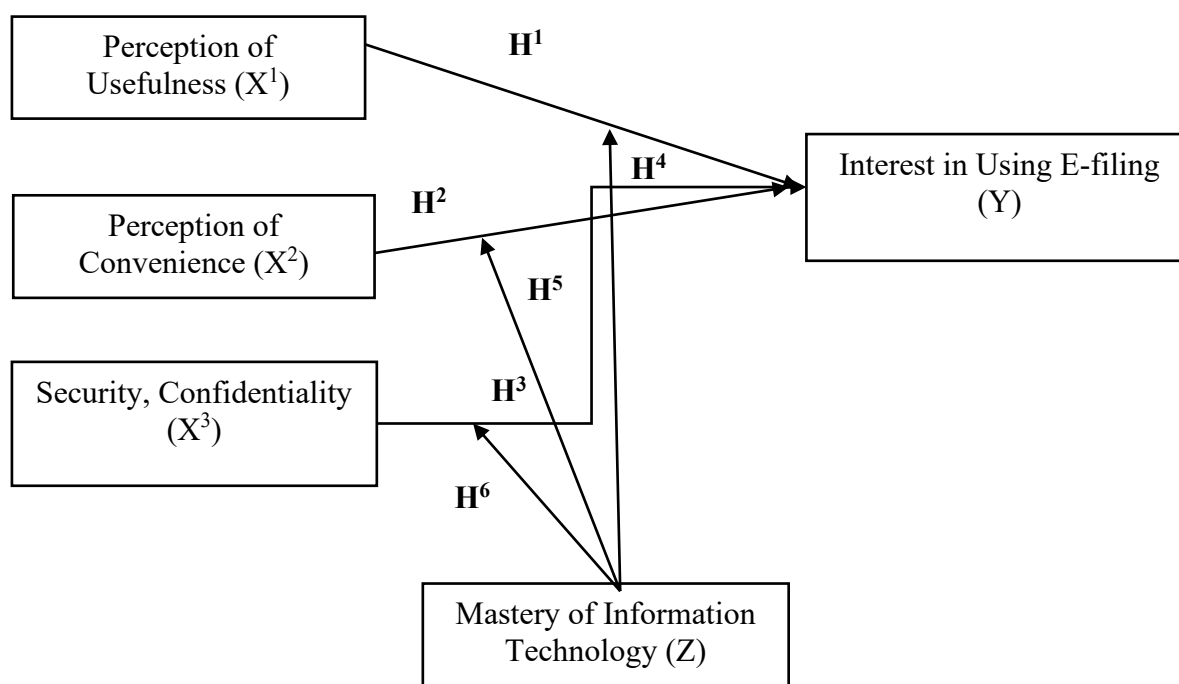 Perception of
Usefulness (X¹)
H¹
H⁴
Interest in Using E-filing
(Y)
H²
Perception of
Convenience (X²)
H⁵
Security, Confidentiality
(X³)
H³
H⁶
Mastery of Information
Technology (Z)